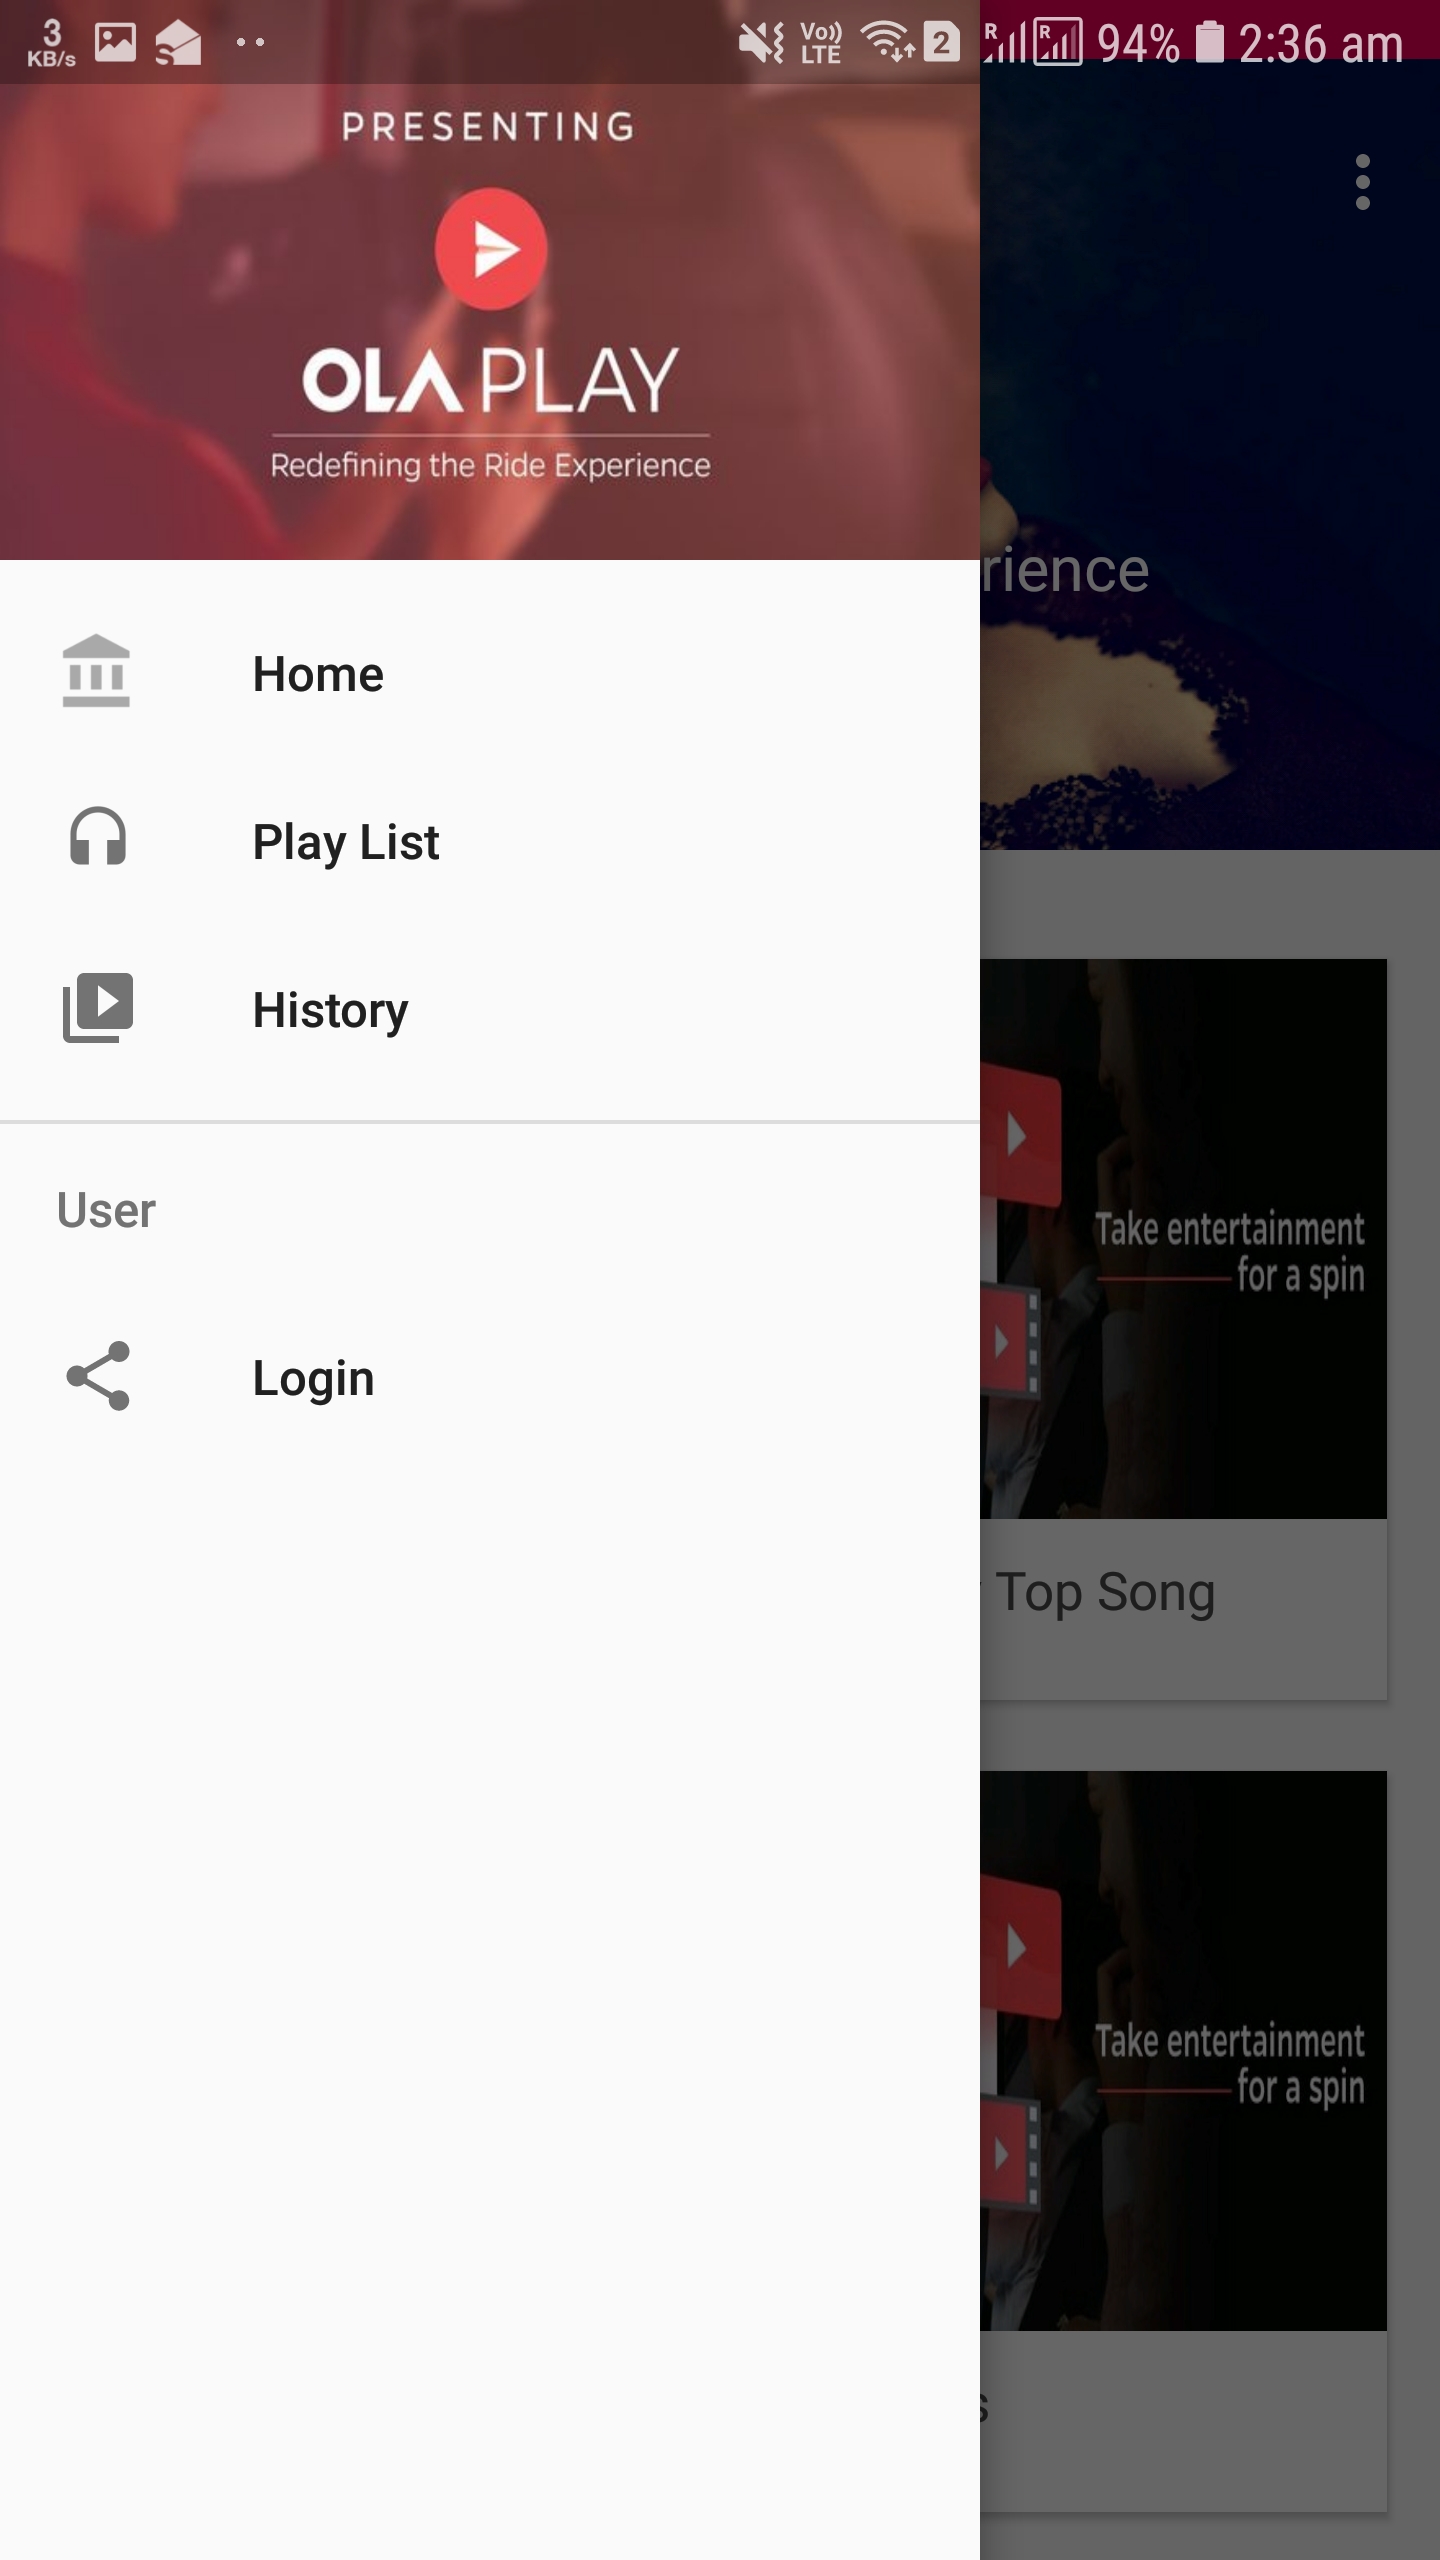 3
KB/s
Vo))
LTE
2
R
R
94%
2:36 am
PRESENTING
OLA PLAY
Redefining the Ride Experience
rience
Home
Play List
History
User
Login
Take entertainment
for a spin
Top Song
Take entertainment
for a spin
s